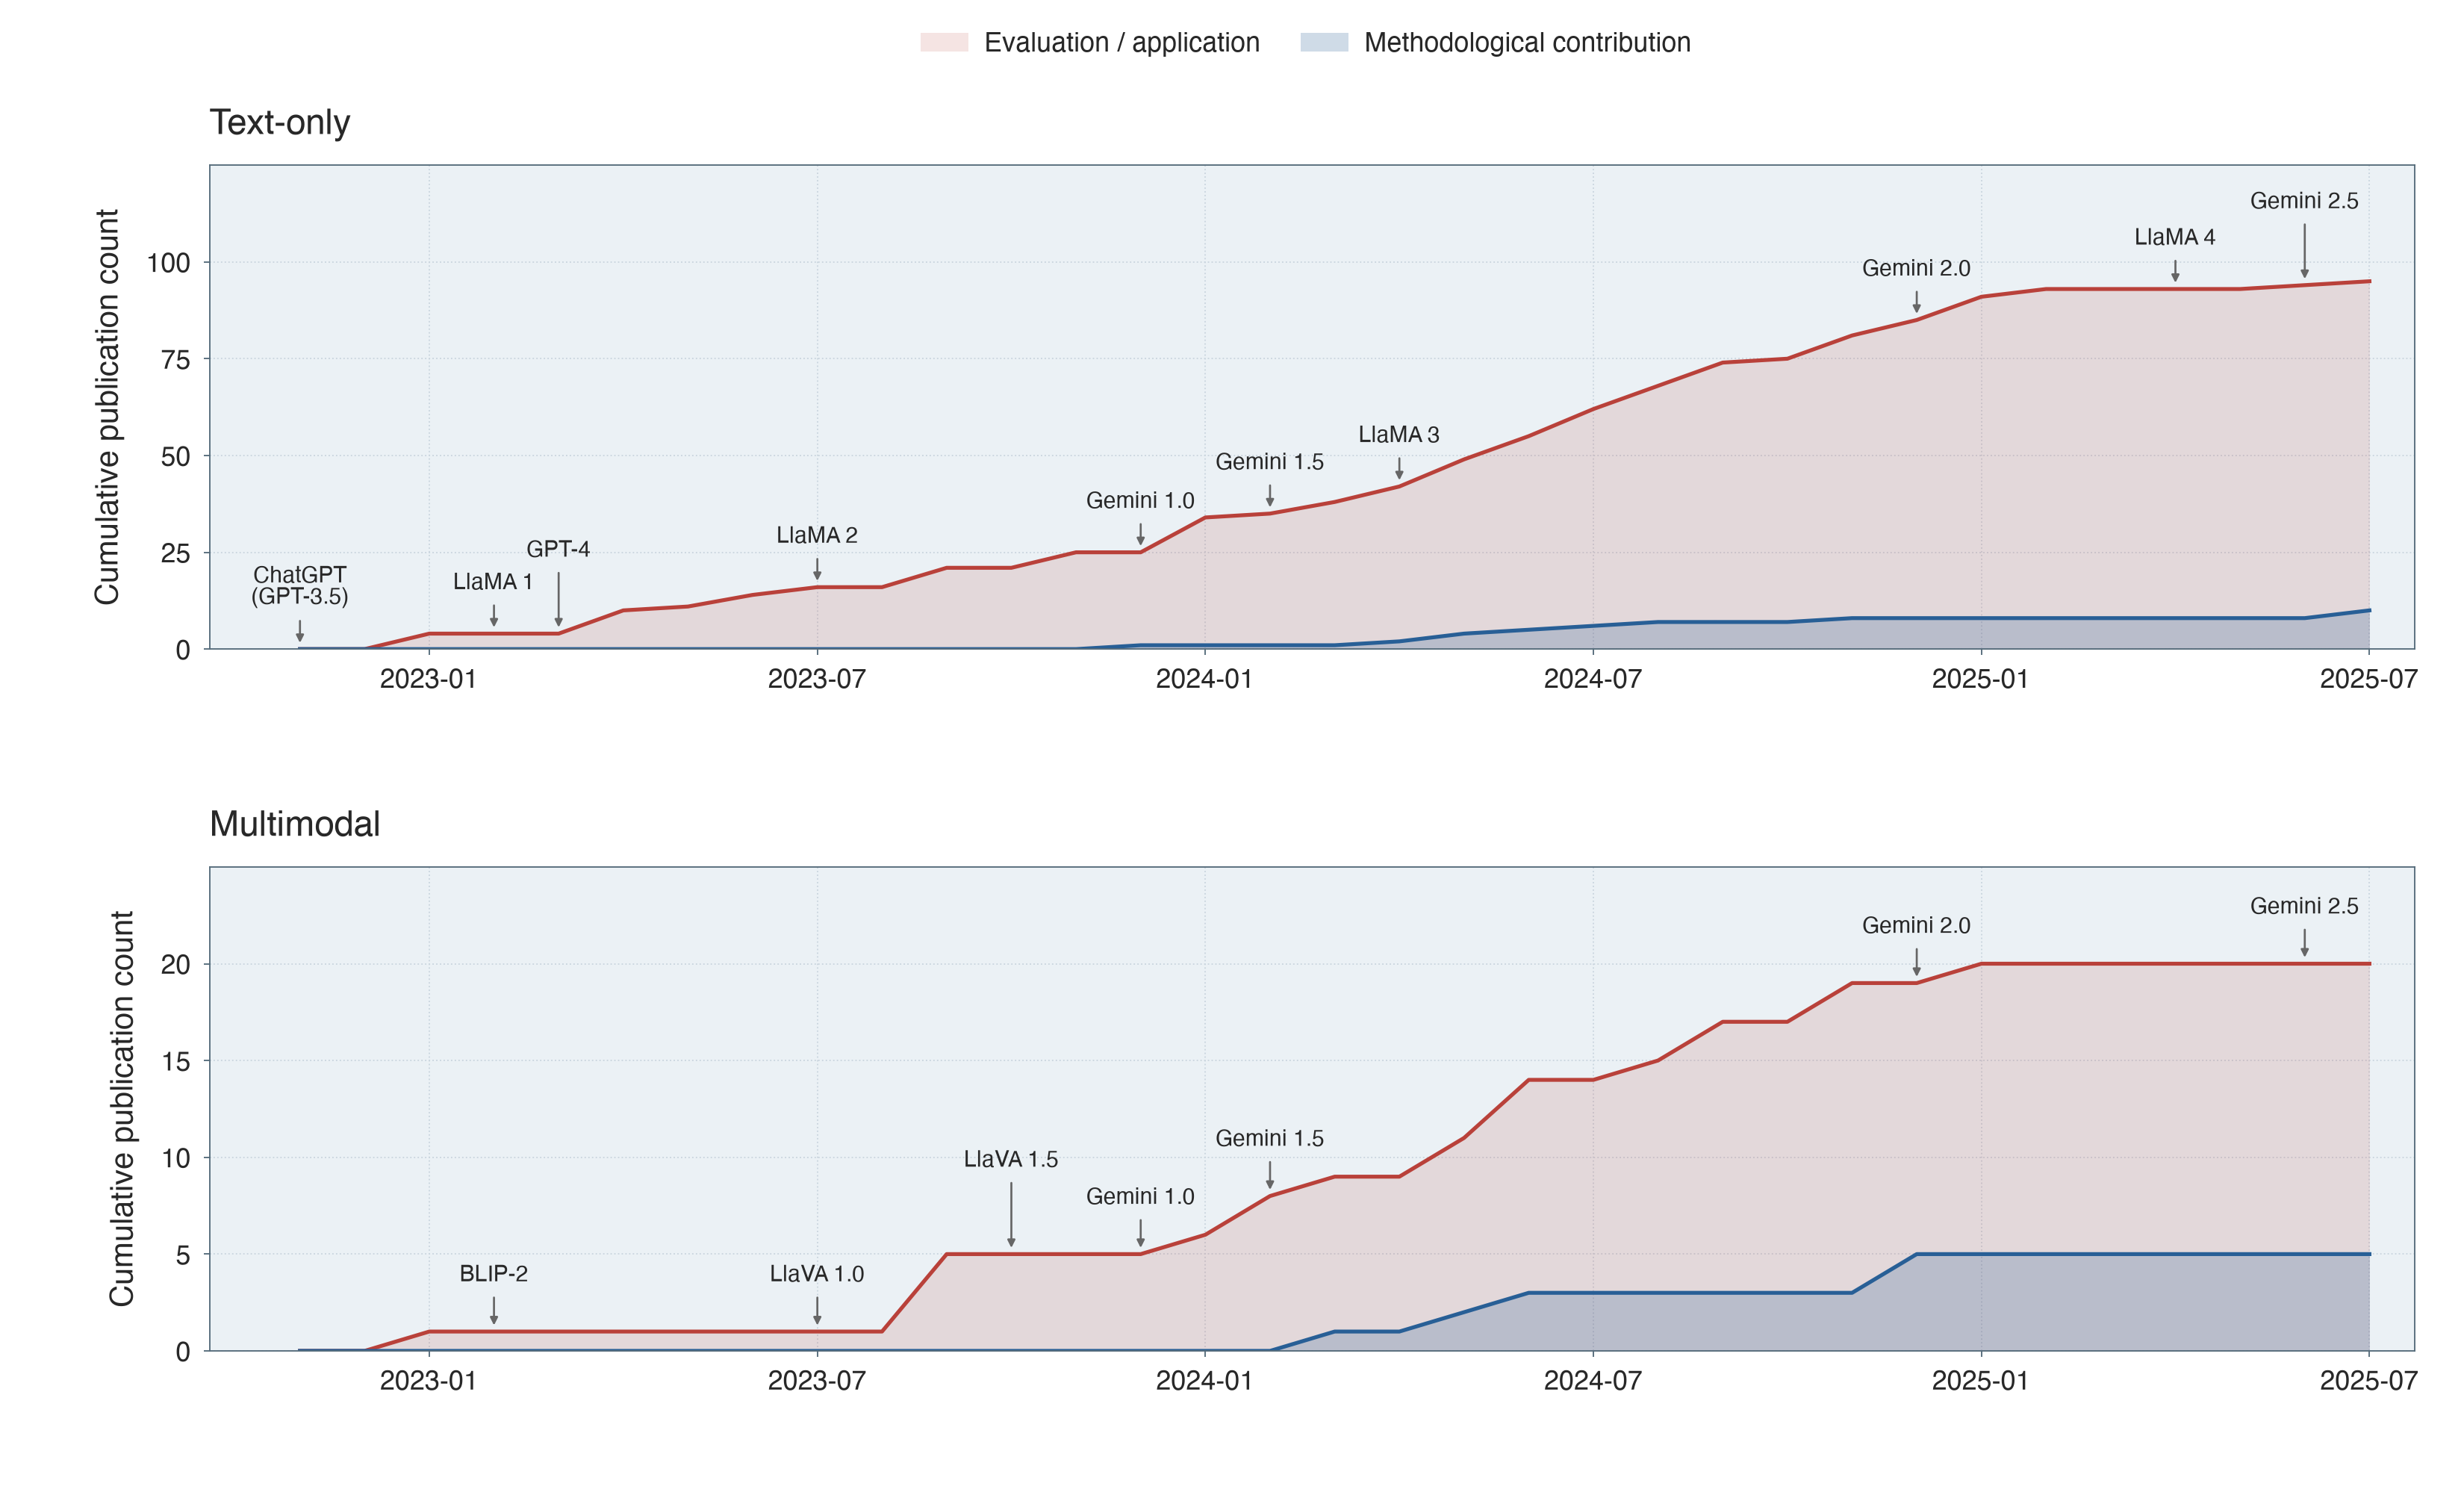 Evaluation / application
Methodological contribution
Text-only
Cumulative publication count
100
75
50
25
0
ChatGPT
(GPT-3.5)
LlaMA 1
GPT-4
LlaMA 2
Gemini 1.0
Gemini 1.5
LlaMA 3
Gemini 2.0
LlaMA 4
Gemini 2.5
2023-01
2023-07
2024-01
2024-07
2025-01
2025-07
Multimodal
Cumulative publication count
20
15
10
5
0
BLIP-2
LlaVA 1.0
LlaVA 1.5
Gemini 1.0
Gemini 1.5
Gemini 2.0
Gemini 2.5
2023-01
2023-07
2024-01
2024-07
2025-01
2025-07